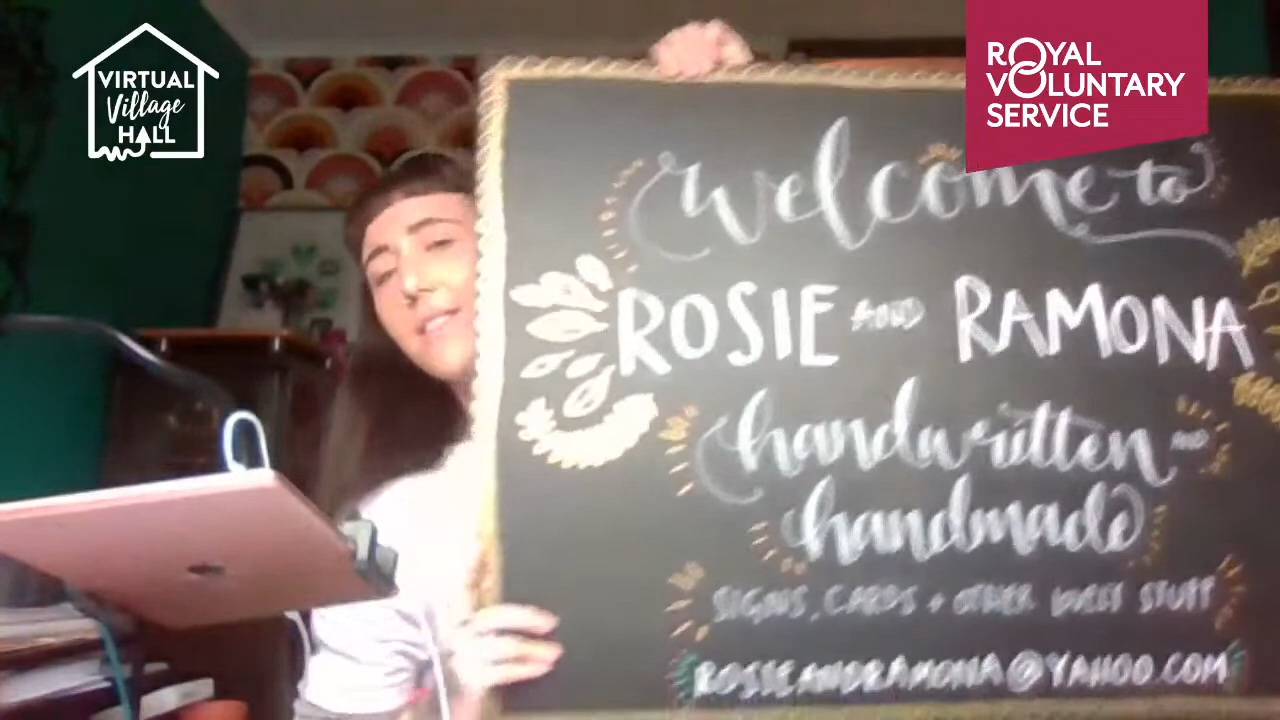 VIRTUAL
Village
HALL
ROYAL
VOLUNTARY
SERVICE
welcome to
ROSIE AND RAMONA
handwritten AND
handmade
SIGNS, CARDS + OTHER STUFF
ROSIEANDRAMONA@YAHOO.COM